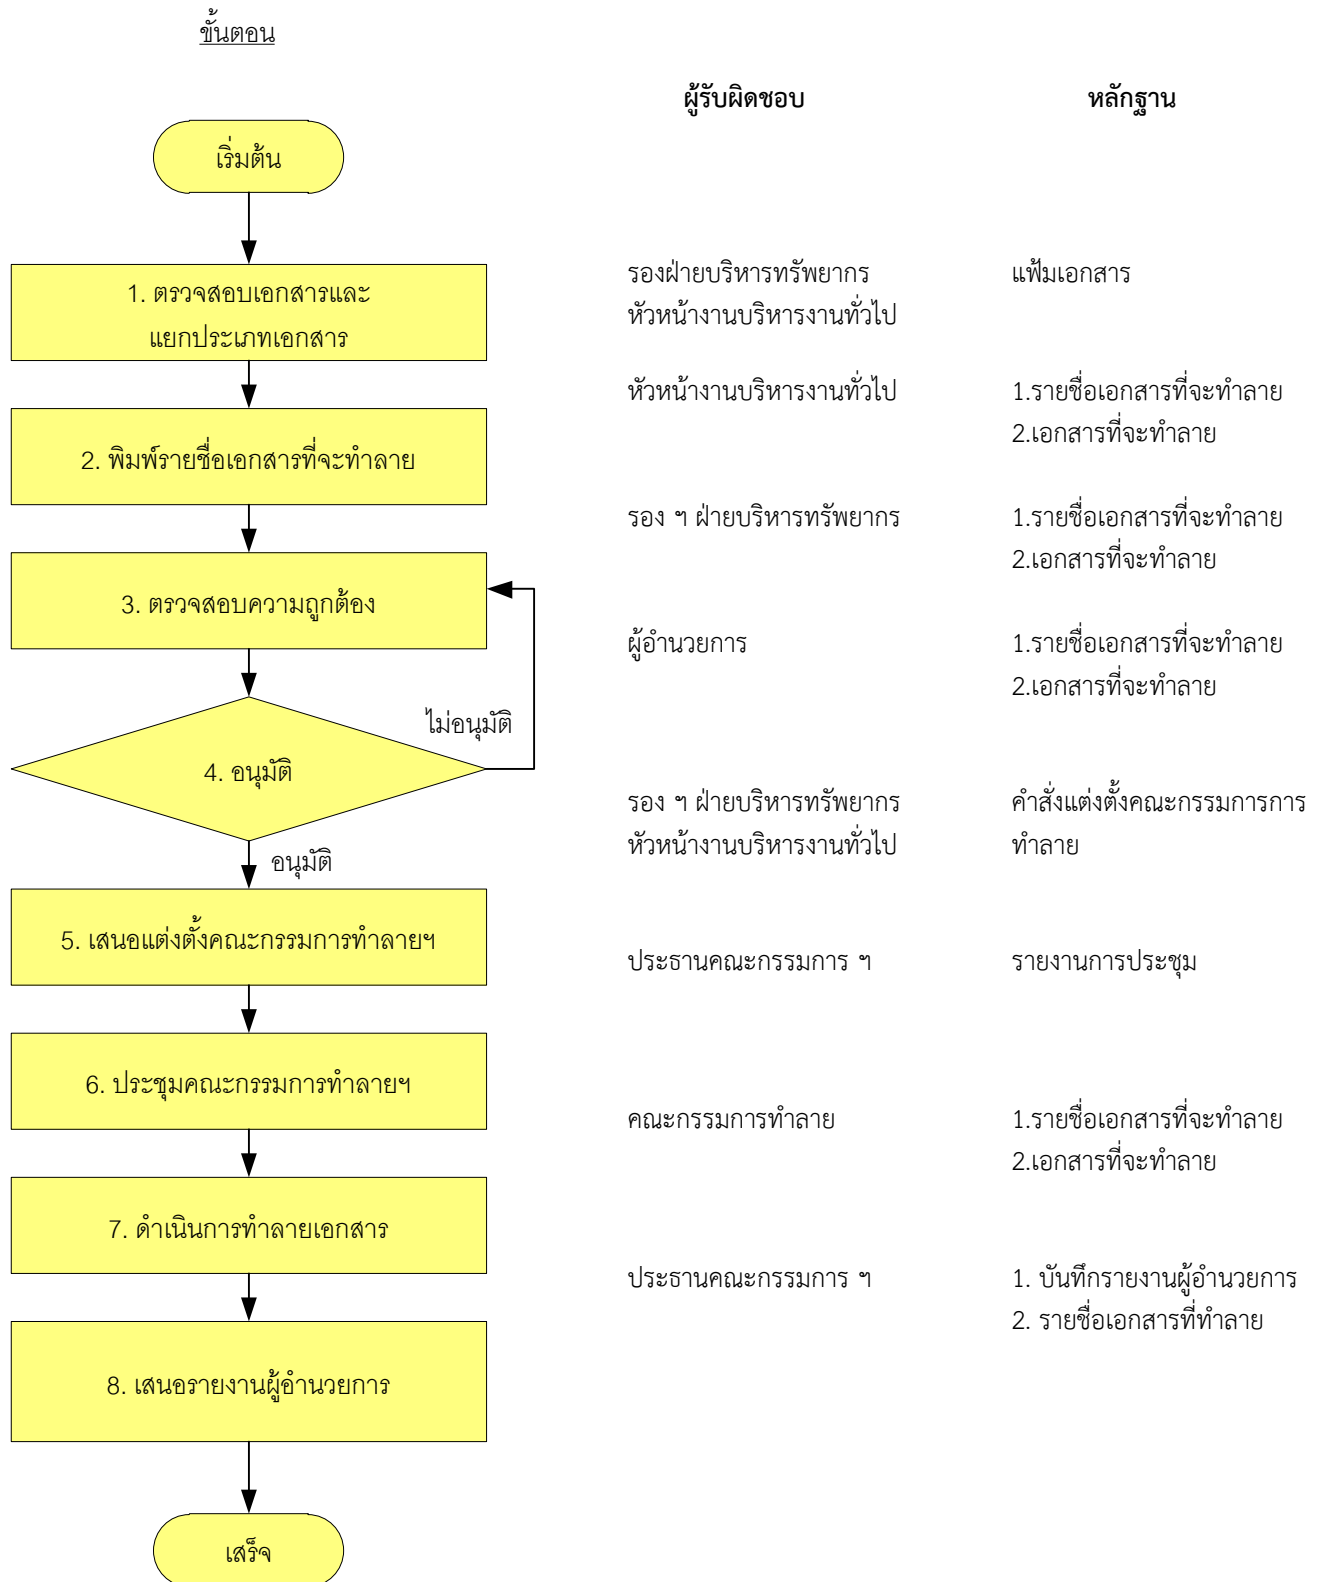 ขั้นตอน
ผู้รับผิดชอบ
หลักฐาน
เริ่มต้น
1. ตรวจสอบเอกสารและ
แยกประเภทเอกสาร
รองฝ่ายบริหารทรัพยากร
หัวหน้างานบริหารงานทั่วไป
แฟ้มเอกสาร
2. พิมพ์รายชื่อเอกสารที่จะทำลาย
หัวหน้างานบริหารงานทั่วไป
1.รายชื่อเอกสารที่จะทำลาย
2.เอกสารที่จะทำลาย
3. ตรวจสอบความถูกต้อง
รอง ฯ ฝ่ายบริหารทรัพยากร
1.รายชื่อเอกสารที่จะทำลาย
2.เอกสารที่จะทำลาย
4. อนุมัติ
ไม่อนุมัติ
อนุมัติ
ผู้อำนวยการ
1.รายชื่อเอกสารที่จะทำลาย
2.เอกสารที่จะทำลาย
5. เสนอแต่งตั้งคณะกรรมการทำลายฯ
รอง ฯ ฝ่ายบริหารทรัพยากร
หัวหน้างานบริหารงานทั่วไป
คำสั่งแต่งตั้งคณะกรรมการการ
ทำลาย
6. ประชุมคณะกรรมการทำลายฯ
ประธานคณะกรรมการ ฯ
รายงานการประชุม
7. ดำเนินการทำลายเอกสาร
คณะกรรมการทำลาย
1.รายชื่อเอกสารที่จะทำลาย
2.เอกสารที่จะทำลาย
8. เสนอรายงานผู้อำนวยการ
ประธานคณะกรรมการ ฯ
1. บันทึกรายงานผู้อำนวยการ
2. รายชื่อเอกสารที่ทำลาย
เสร็จ